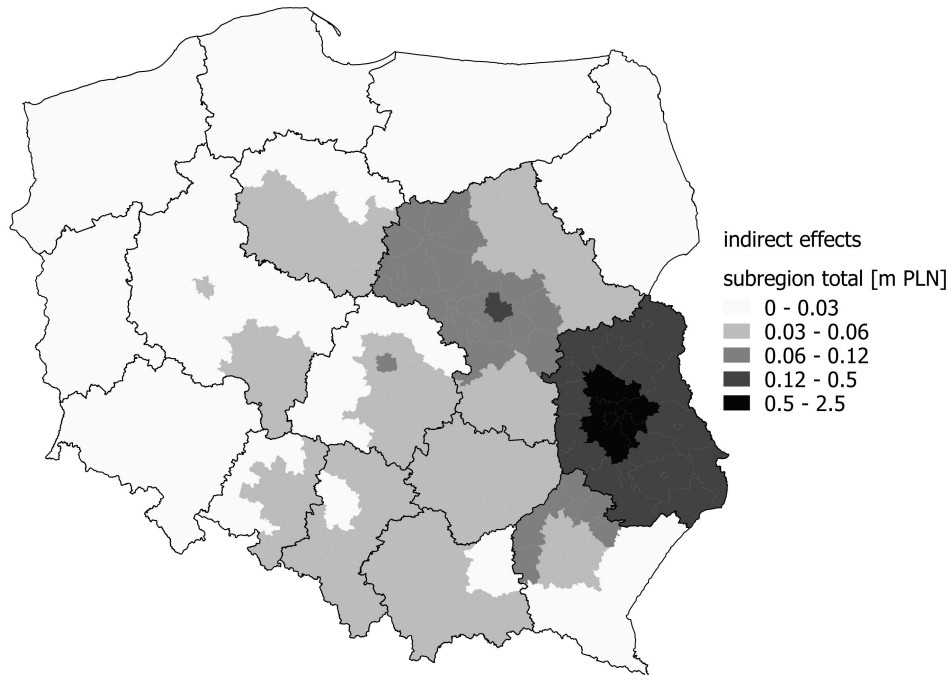 indirect effects
subregion total [m PLN]
0 - 0.03
0.03 - 0.06
0.06 - 0.12
0.12 - 0.5
0.5 - 2.5